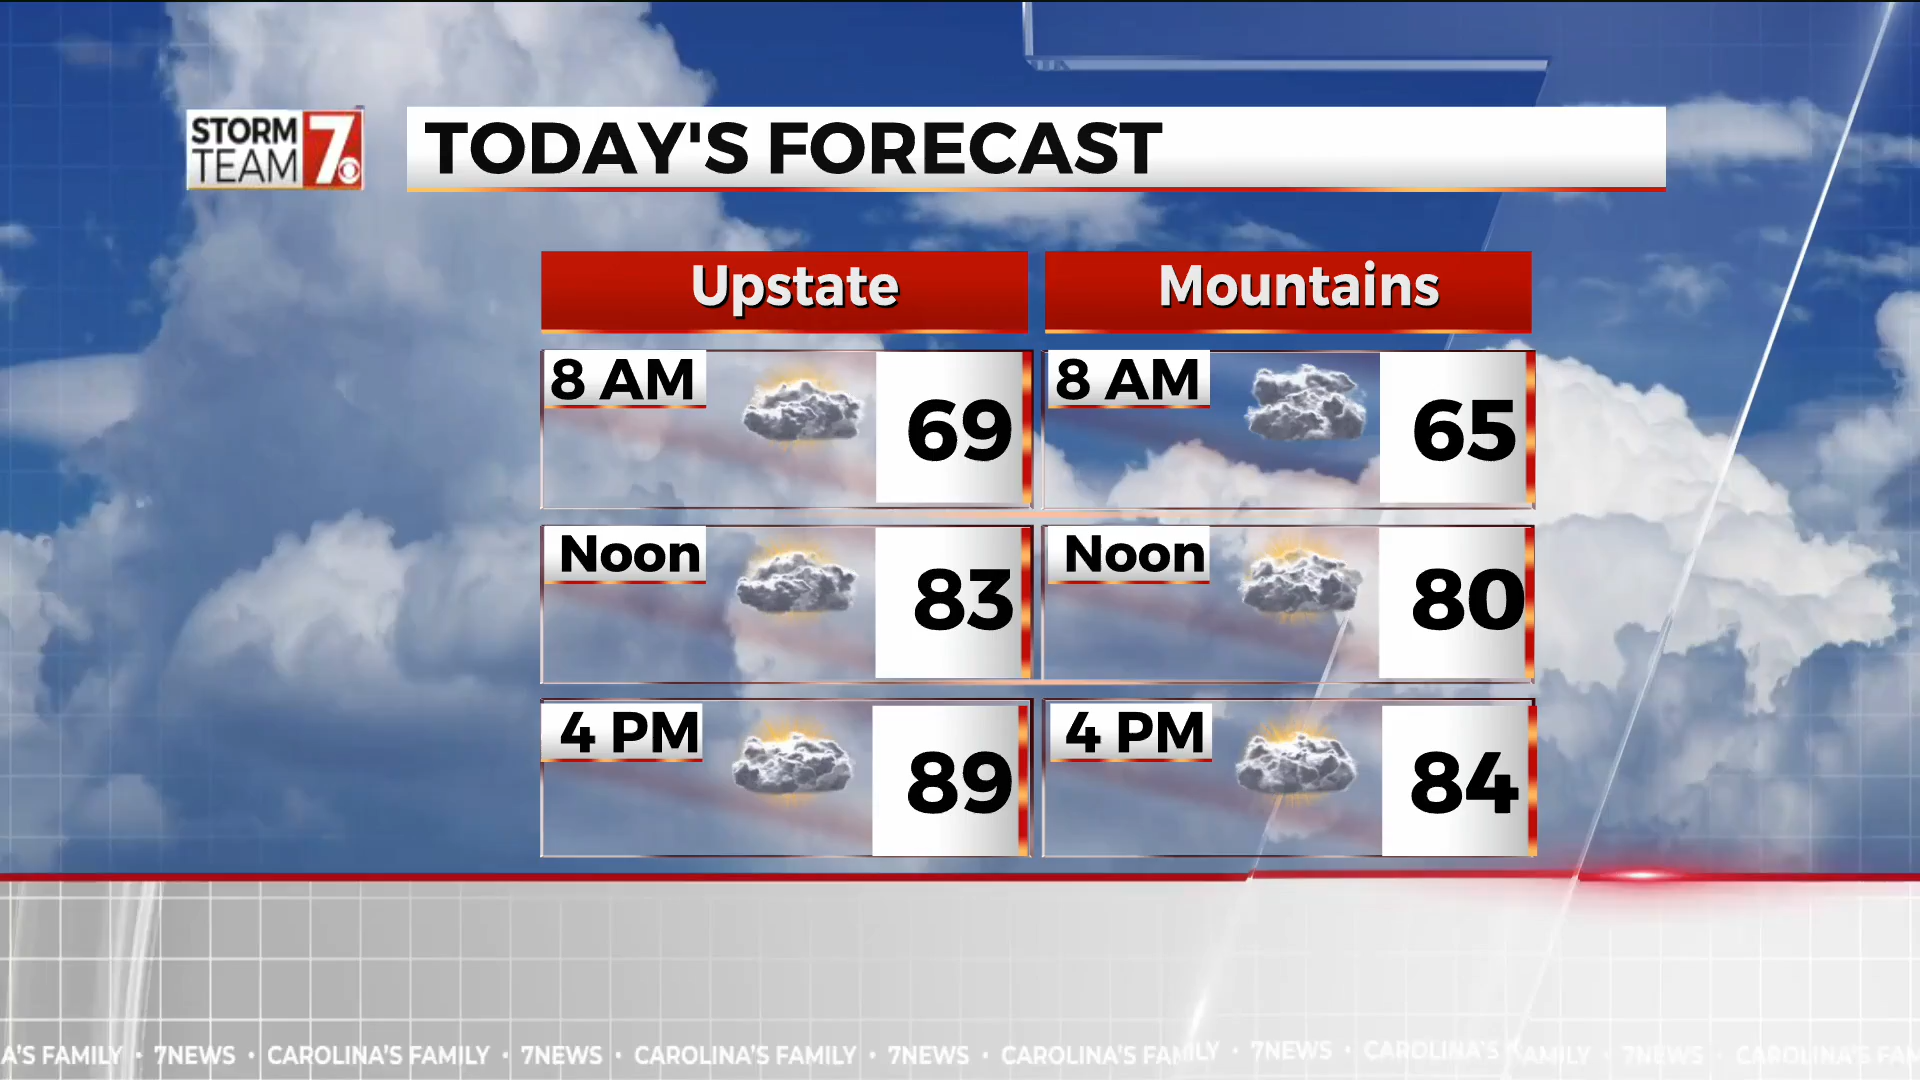 STORM
TEAM 7
TODAY'S FORECAST
Upstate
Mountains
8 AM
69
8 AM
65
Noon
83
Noon
80
4 PM
89
4 PM
84
A'S FAMILY • 7NEWS • CAROLINA'S FAMILY • 7NEWS • CAROLINA'S FAMILY • 7NEWS • CAROLINA'S FAMILY • 7NEWS • CAROLINA'S FAMILY • 7NEWS • CAROLINA'S FAM